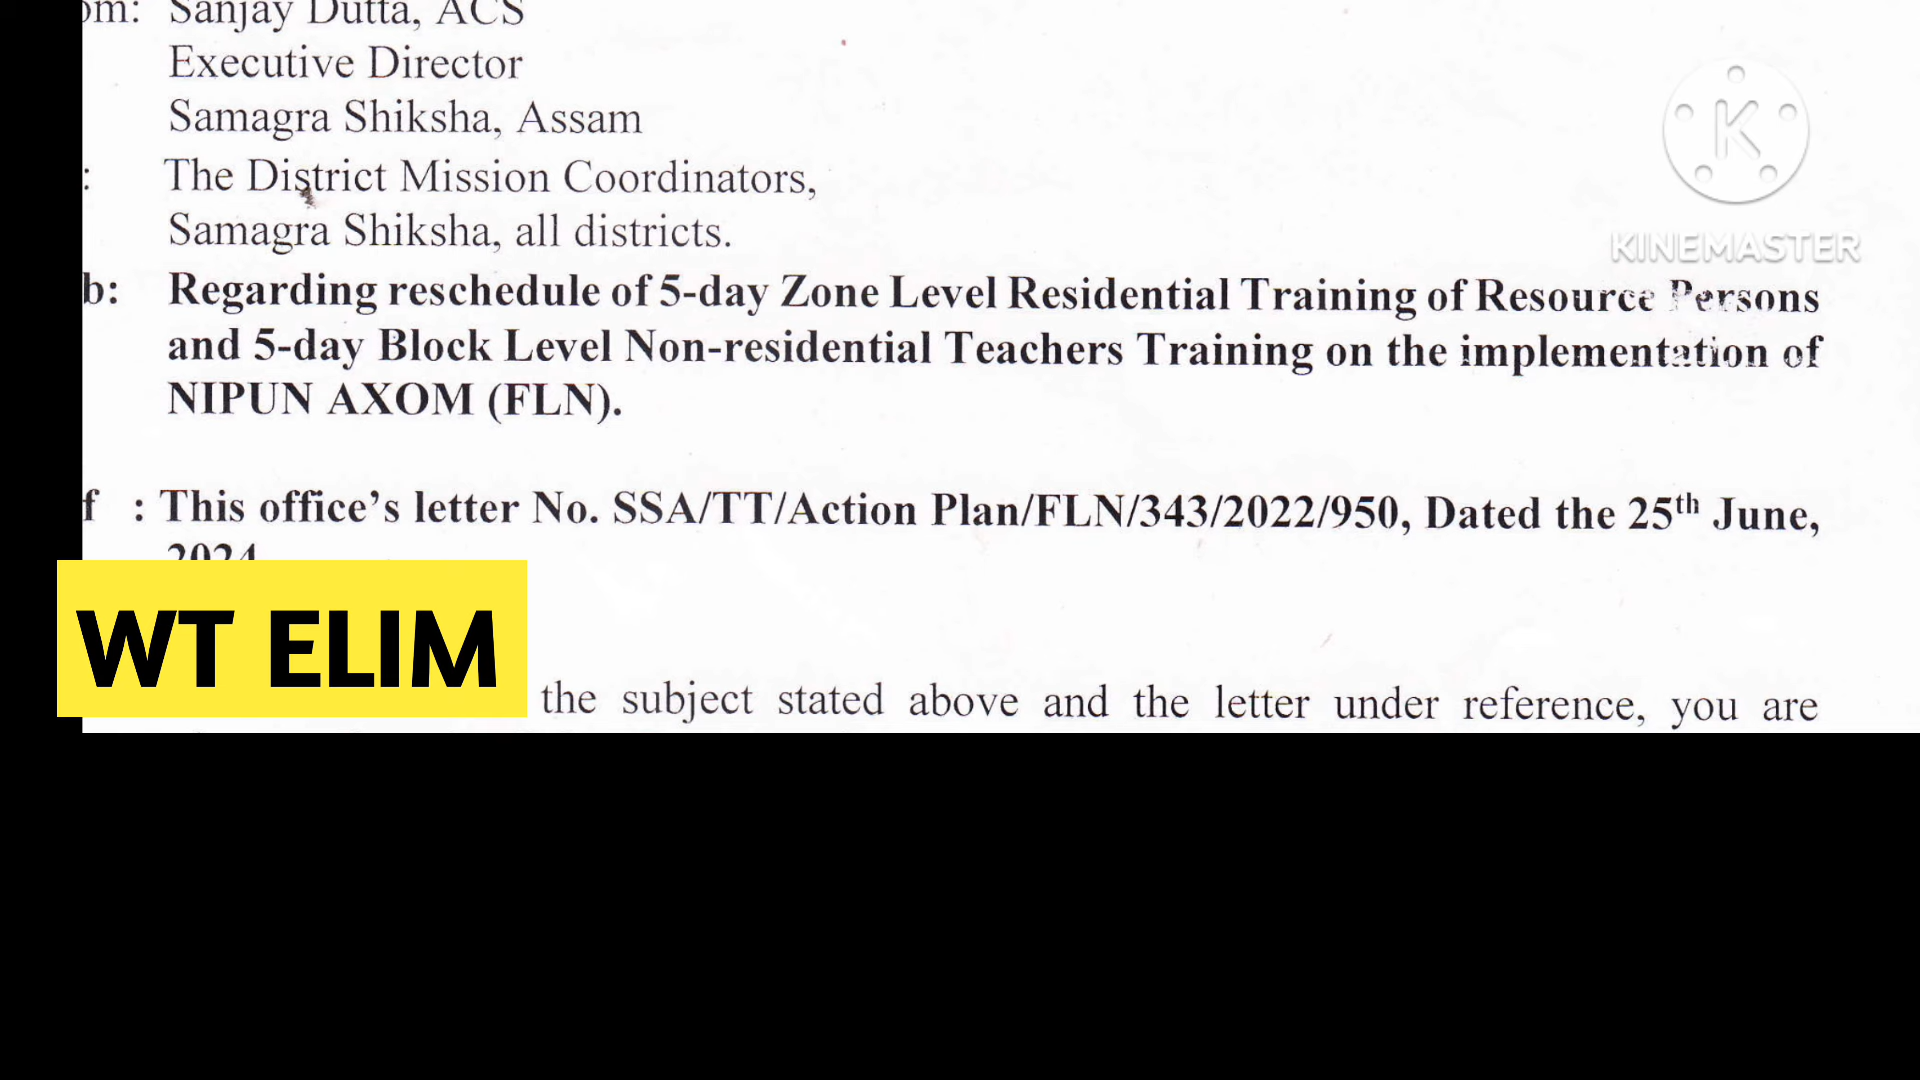 om: Sanjay Dutta, ACS
Executive Director
Samagra Shiksha, Assam
: The District Mission Coordinators,
Samagra Shiksha, all districts.
b: Regarding reschedule of 5-day Zone Level Residential Training of Resource Persons
and 5-day Block Level Non-residential Teachers Training on the implementation of
NIPUN AXOM (FLN).
f : This office's letter No. SSA/TT/Action Plan/FLN/343/2022/950, Dated the 25th June,
2024
WT ELIM
the subject stated above and the letter under reference, you are
K
KINEMASTER